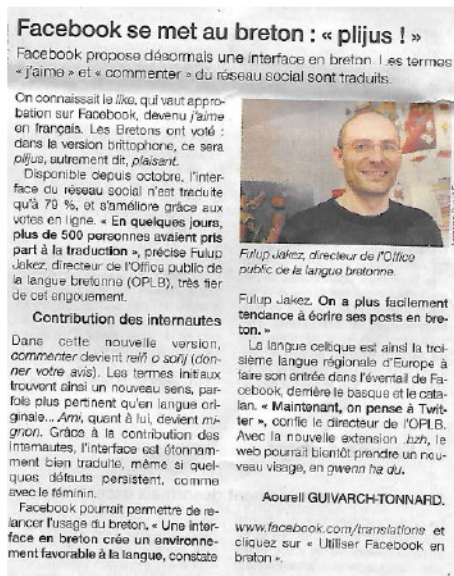 Facebook se met au breton : « plijus ! »
Facebook propose désormais une interface en breton. Les termes
« j'aime » et « commenter » du réseau social sont traduits.
On connaissait le like, qui vaut appro-
bation sur Facebook, devenu j'aime
en français. Les Bretons ont voté :
dans la version brittophone, ce sera
plijus, autrement dit, plaisant.
Disponible depuis octobre, l'inter-
face du réseau social n'est traduite
qu'à 79 %, et s'améliore grâce aux
votes en ligne. « En quelques jours,
plus de 500 personnes avaient pris
part à la traduction », précise Fulup
Jakez, directeur de l'Office public de
la langue bretonne (OPLB), très fier
de cet engouement.
Contribution des internautes
Dans cette nouvelle version,
commenter devient reiñ o soñj (don-
ner votre avis). Les termes initiaux
trouvent ainsi un nouveau sens, par-
fois plus pertinent qu'en langue ori-
ginale... Ami, quant à lui, devient mi-
gnon. Grâce à la contribution des
internautes, l'interface est étonnam-
ment bien traduite, même si quel-
ques défauts persistent, comme
avec le féminin.
Facebook pourrait permettre de re-
lancer l'usage du breton. « Une inter-
face en breton crée un environne-
ment favorable à la langue, constate
Fulup Jakez, directeur de l'Office
public de la langue bretonne.
Fulup Jakez. On a plus facilement
tendance à écrire ses posts en bre-
ton. »
La langue celtique est ainsi la troi-
sième langue régionale d'Europe à
faire son entrée dans l'éventail de Fa-
cebook, derrière le basque et le cata-
lan. « Maintenant, on pense à Twit-
ter », confie le directeur de l'OPLB.
Avec la nouvelle extension .bzh, le
web pourrait bientôt prendre un nou-
veau visage, en gwenn ha du.
Aourell GUIVARCH-TONNARD.
www.facebook.com/translations et
cliquez sur « Utiliser Facebook en
breton ».